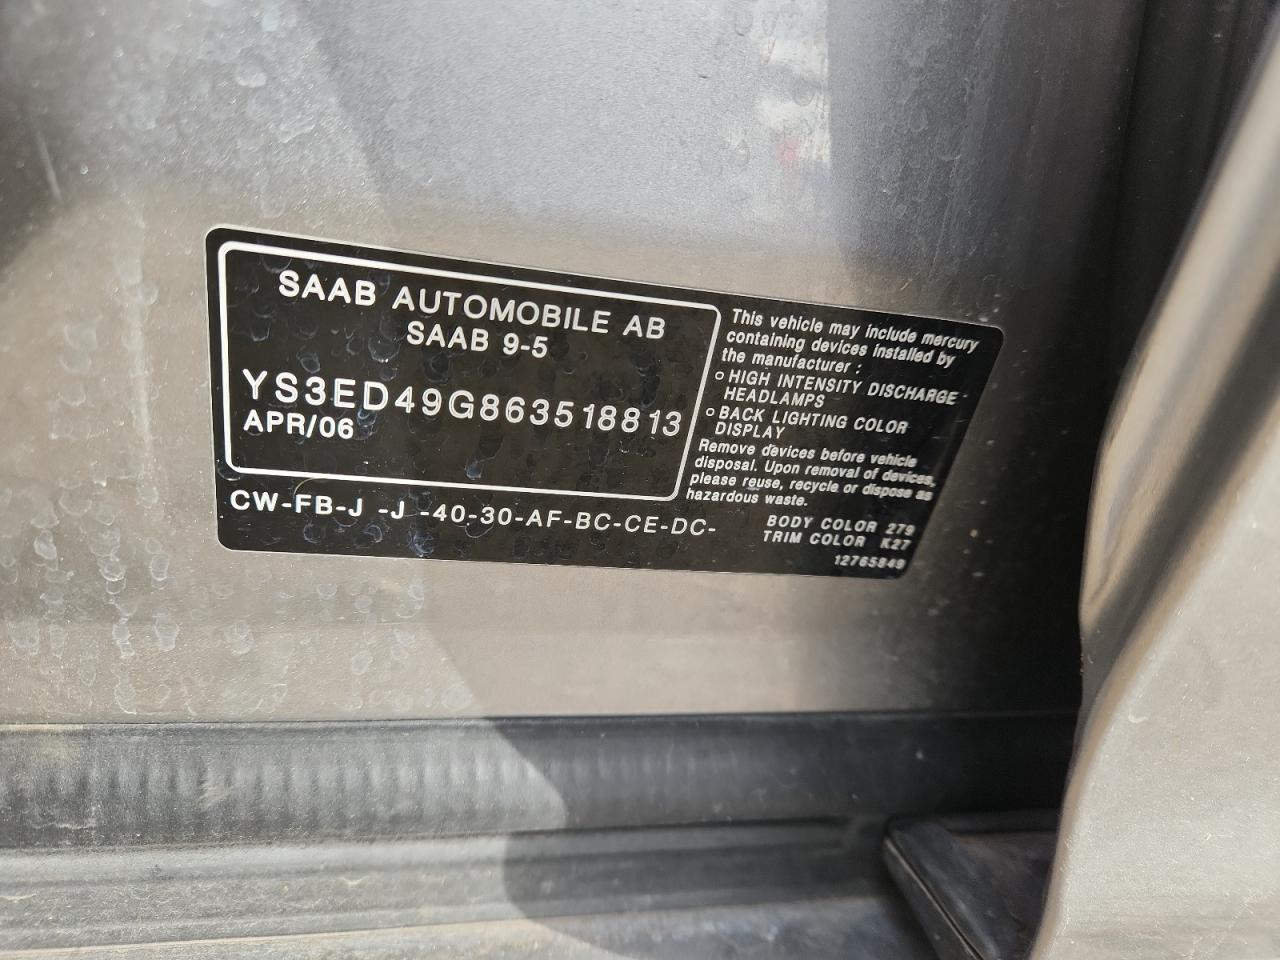 SAAB AUTOMOBILE AB
SAAB 9-5
YS3ED49G863518813
APR/06
CW-FB-J -J -40-30-AF-BC-CE-DC-
This vehicle may include mercury
containing devices installed by
the manufacturer :
○ HIGH INTENSITY DISCHARGE
HEADLAMPS
○ BACK LIGHTING COLOR
DISPLAY
Remove devices before vehicle
disposal. Upon removal of devices,
please reuse, recycle or dispose as
hazardous waste.
BODY COLOR 279
TRIM COLOR K27
12765849